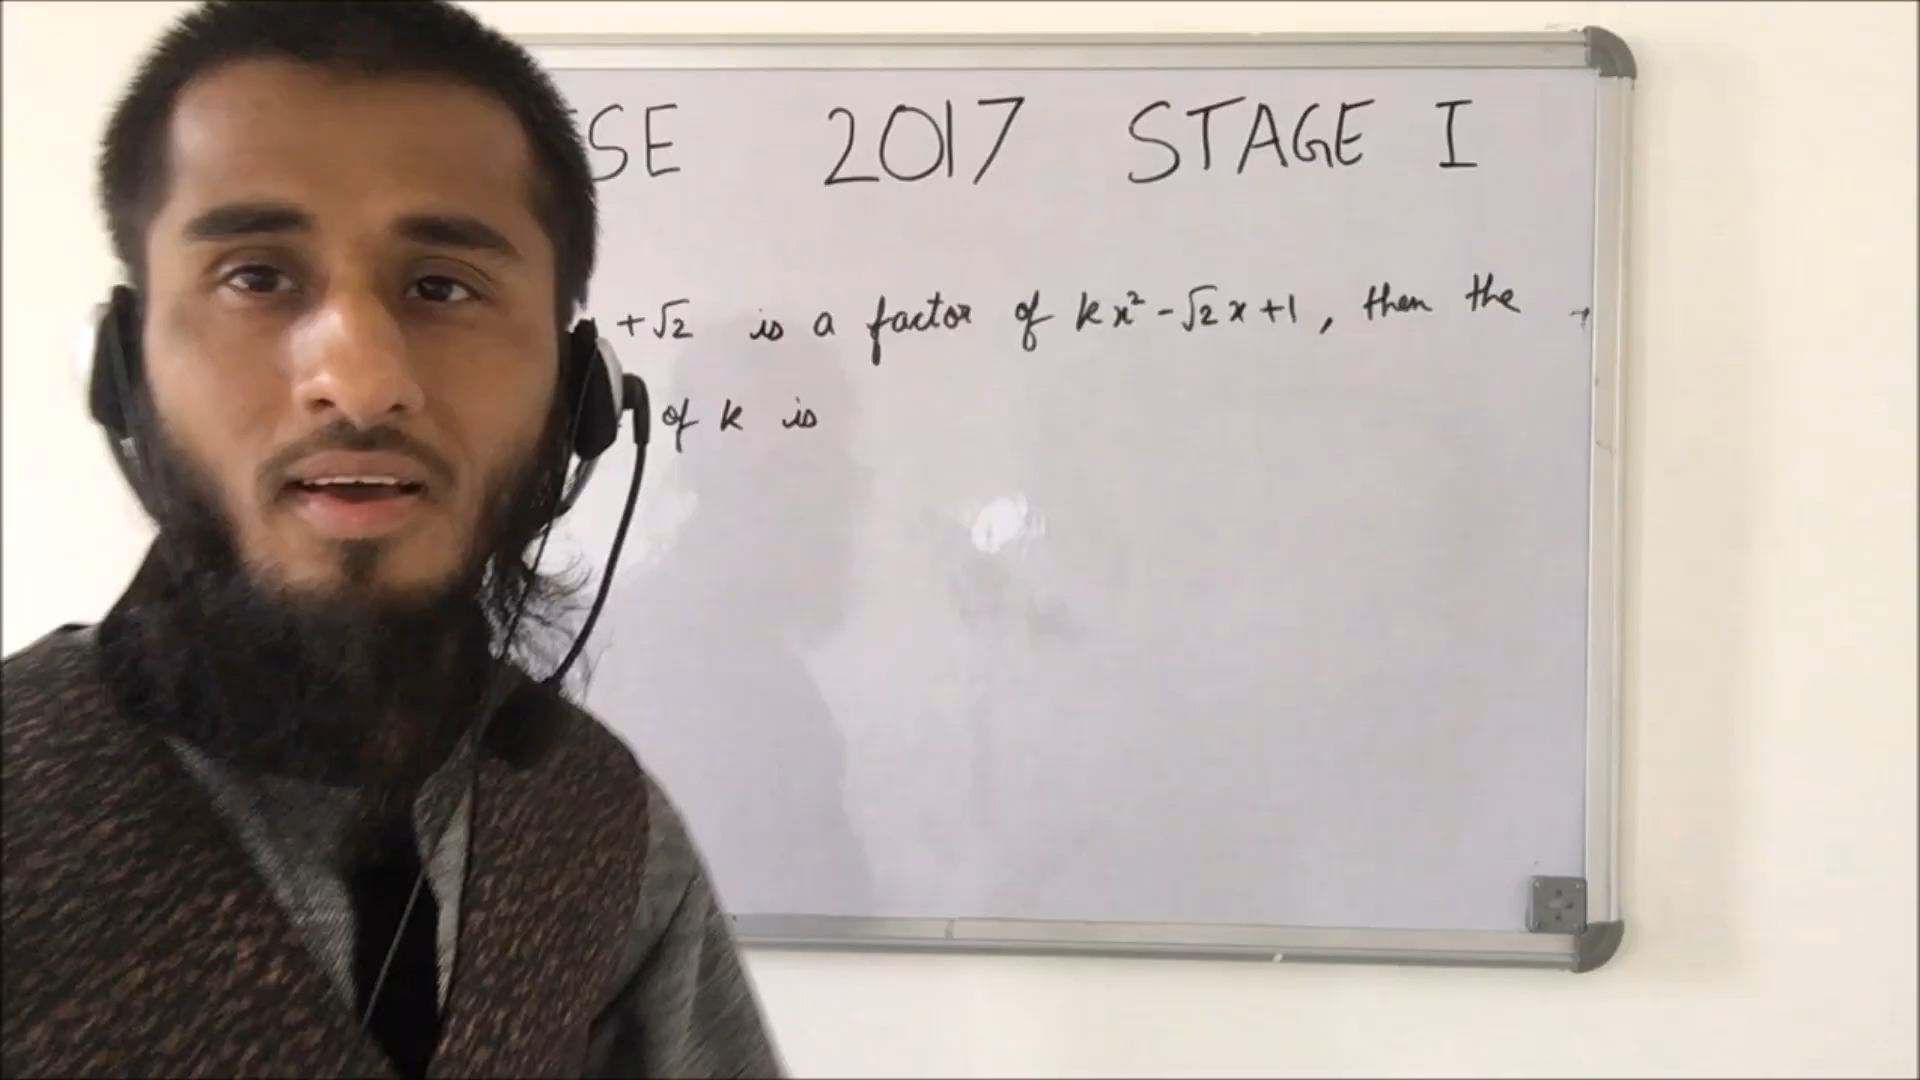 SE 2017 STAGE I
+√2 is a factor of kx² - √2x + 1, then the
of k is